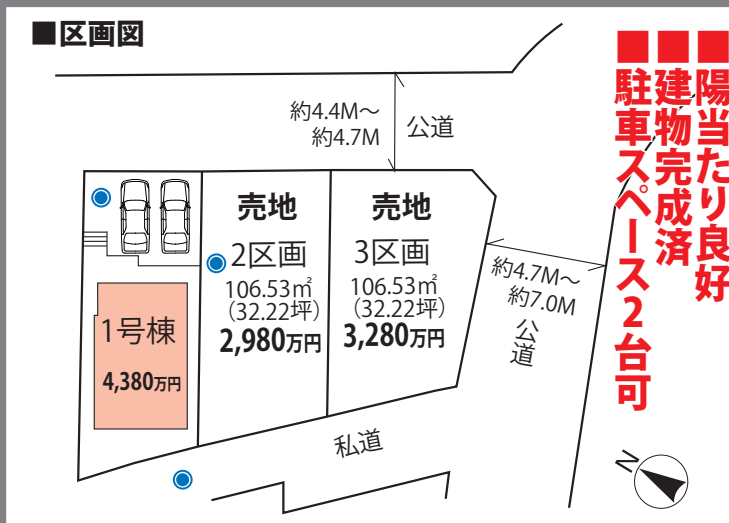 ■区画図
■陽当たり良好
■建物完成済
■駐車スペース2台可
約4.4M～
約4.7M
公道
売地
2区画
106.53㎡
（32.22坪）
2,980万円
売地
3区画
106.53㎡
（32.22坪）
3,280万円
約4.7M～
約7.0M
公道
1号棟
4,380万円
私道
N